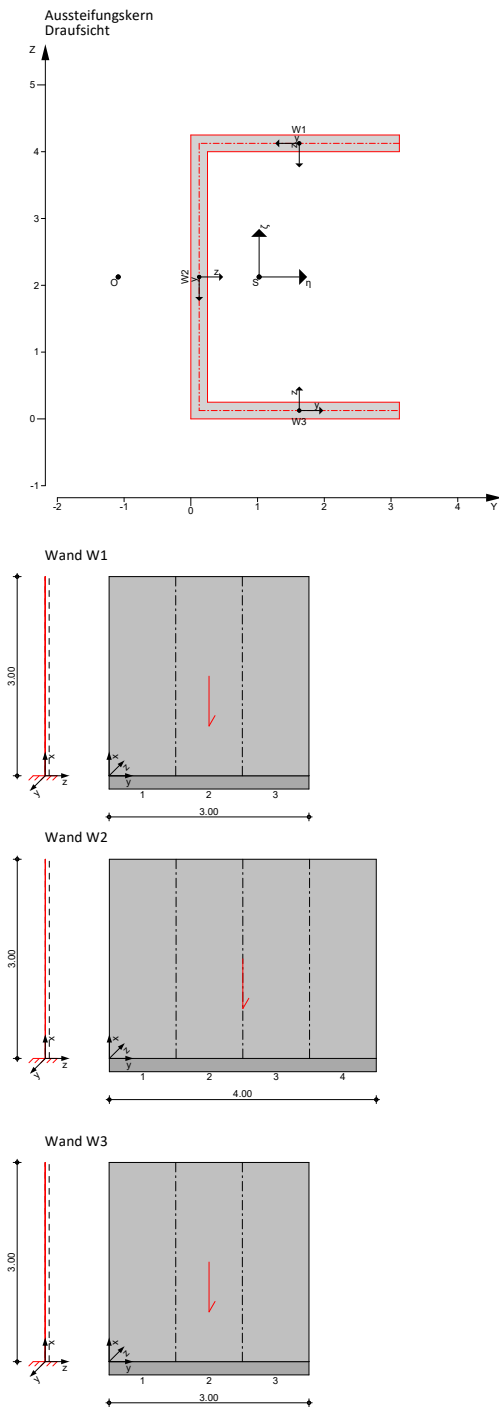 Aussteifungskern
Draufsicht
Z
5
4
3
2
1
0
-1
W1
y
z
ζ
O
W2
y
z
S
η
z
y
W3
-2
-1
0
1
2
3
4
Y
Wand W1
3.00
x
y
z
x
z
y
1 2 3
3.00
Wand W2
3.00
x
y
z
x
z
y
1 2 3 4
4.00
Wand W3
3.00
x
y
z
x
z
y
1 2 3
3.00